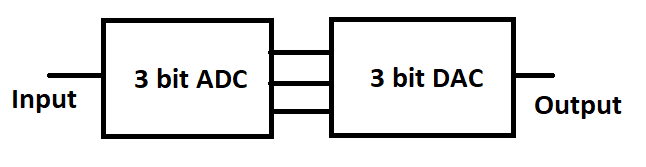 3 bit ADC
3 bit DAC
Input
Output